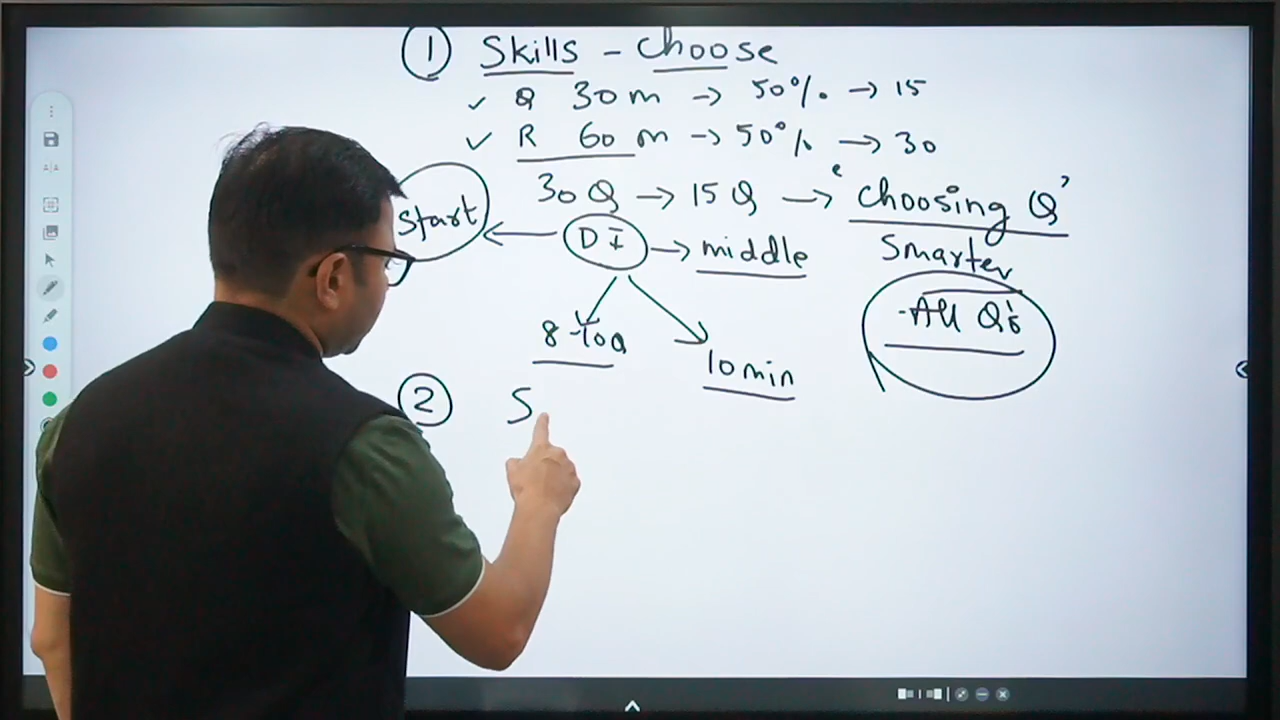 ① Skills - Choose
✓ Q 30 m → 50% → 15
✓ R 60 m → 50% → 30
30 Q → 15 Q → 'Choosing Q'
Start ← DI → middle
Smarter
8-10Q
10 min
- All Q's
② S